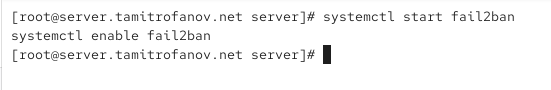 [root@server.tamitrofanov.net server]# systemctl start fail2ban
systemctl enable fail2ban
[root@server.tamitrofanov.net server]#